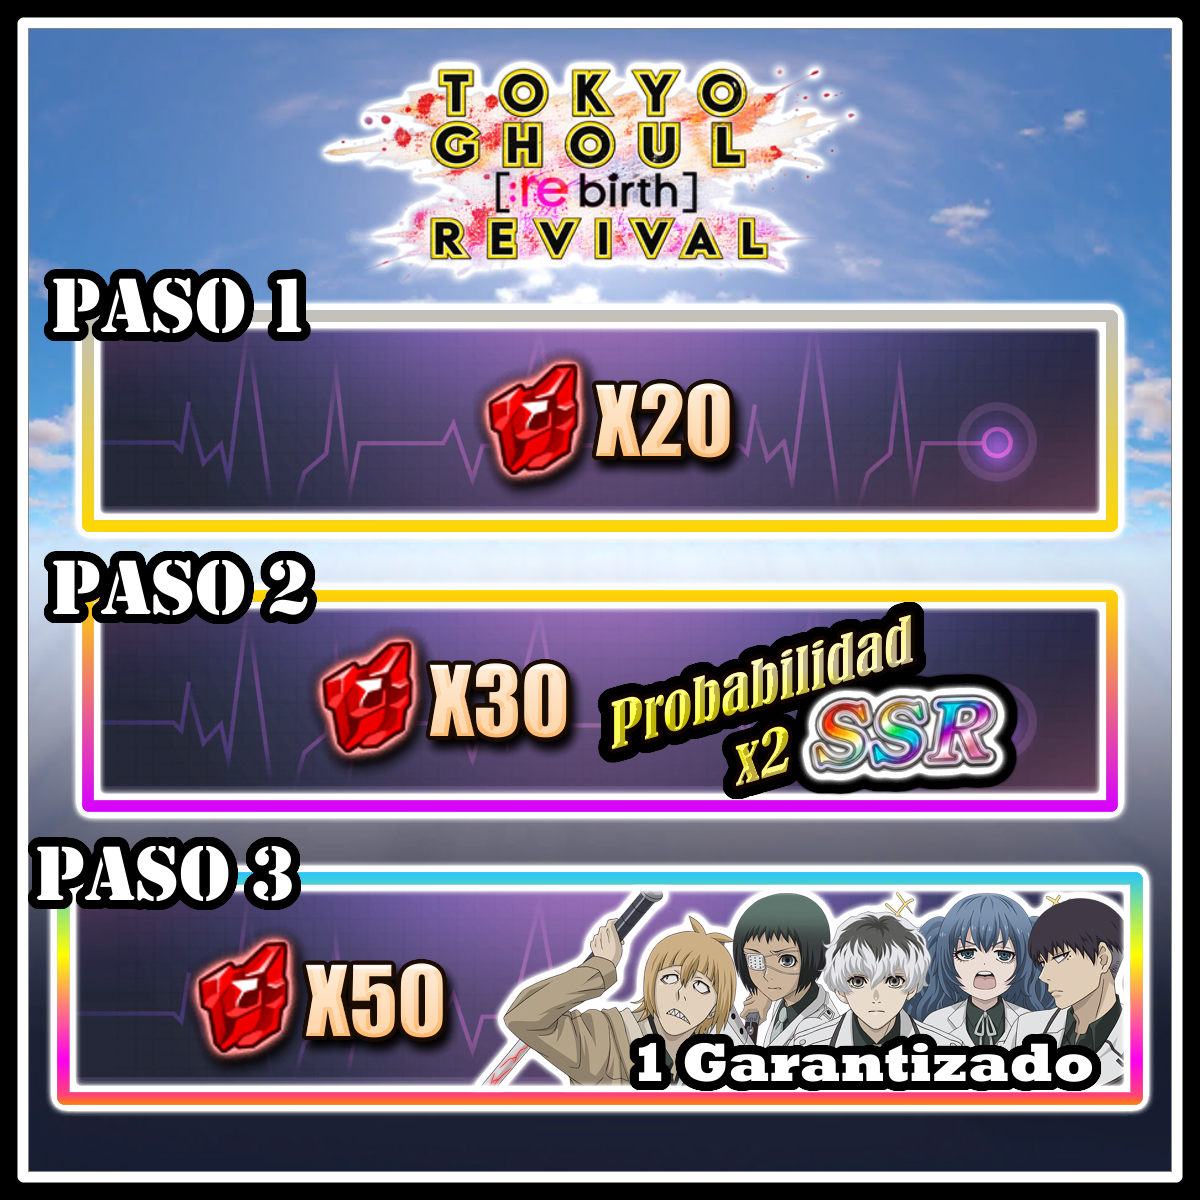 TOKYO
GHOUL
[:re birth]
REVIVAL
PASO 1
X20
PASO 2
X30
Probabilidad
x2 SSR
PASO 3
X50
1 Garantizado